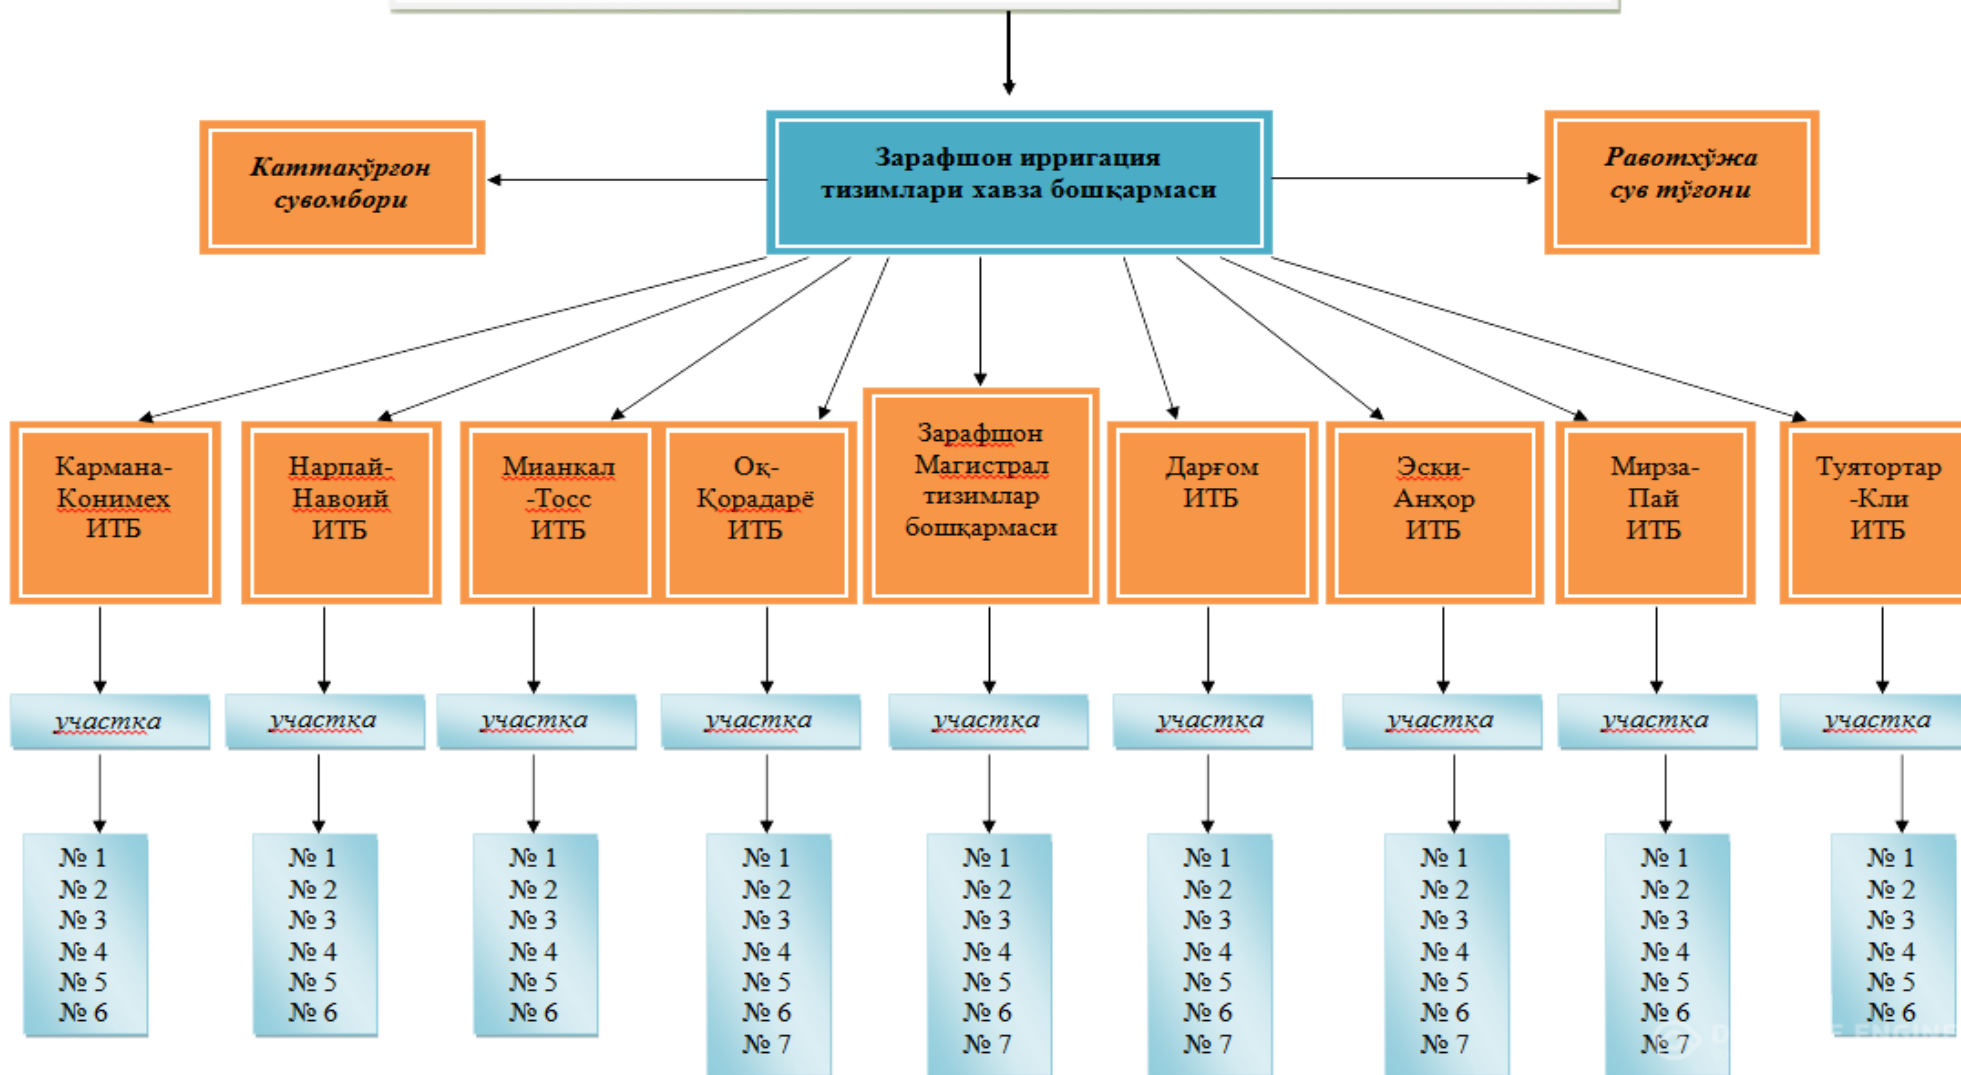 Каттақўрғон
сувомбори
Зарафшон ирригация
тизимлари хавза бошқармаси
Равотхўжа
сув тўғони
Кармана-
Конимех
ИТБ
Нарпай-
Навоий
ИТБ
Мианкал
-Тосс
ИТБ
Оқ-
Қорадарё
ИТБ
Зарафшон
Магистрал
тизимлар
бошқармаси
Дарғом
ИТБ
Эски-
Анҳор
ИТБ
Мирза-
Пай
ИТБ
Туятортар
-Кли
ИТБ
участка
участка
участка
участка
участка
участка
участка
участка
участка
№ 1
№ 2
№ 3
№ 4
№ 5
№ 6
№ 1
№ 2
№ 3
№ 4
№ 5
№ 6
№ 1
№ 2
№ 3
№ 4
№ 5
№ 6
№ 1
№ 2
№ 3
№ 4
№ 5
№ 6
№ 7
№ 1
№ 2
№ 3
№ 4
№ 5
№ 6
№ 7
№ 1
№ 2
№ 3
№ 4
№ 5
№ 6
№ 7
№ 1
№ 2
№ 3
№ 4
№ 5
№ 6
№ 7
№ 1
№ 2
№ 3
№ 4
№ 5
№ 6
№ 7
№ 1
№ 2
№ 3
№ 4
№ 5
№ 6